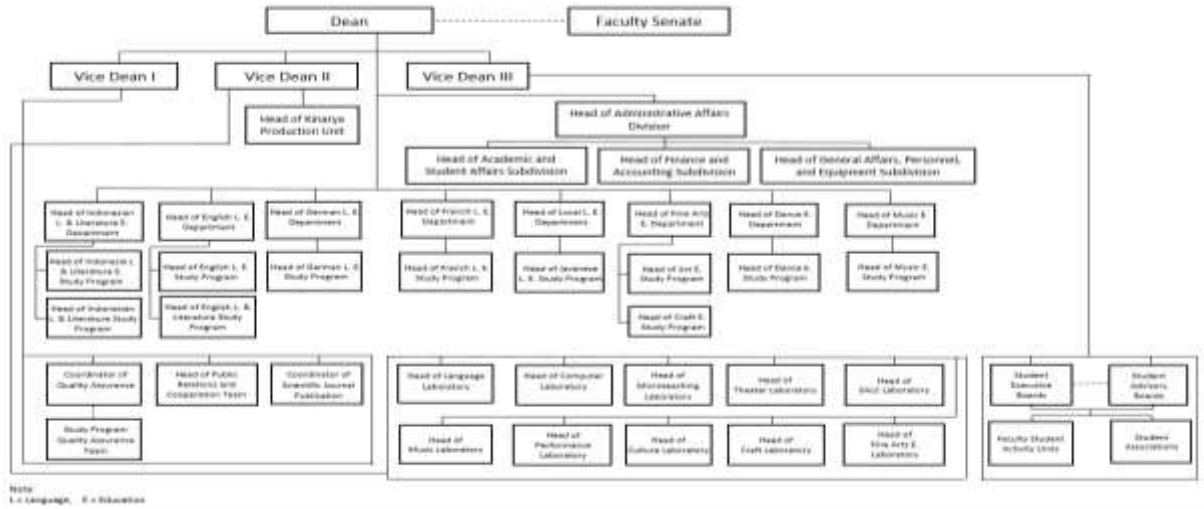 Dean
Faculty Senate
Vice Dean I
Vice Dean II
Vice Dean III
Head of Kinarya
Production Unit
Head of Administrative Affairs
Division
Head of Academic and
Student Affairs Subdivision
Head of Finance and
Accounting Subdivision
Head of General Affairs, Personnel,
and Equipment Subdivision
Head of Indonesian
L. & Literature E.
Department
Head of English L. E.
Department
Head of German L. E.
Department
Head of French L. E.
Department
Head of Local L. E.
Department
Head of Fine Arts
E. Department
Head of Dance E.
Department
Head of Music E.
Department
Head of Indonesia L.
& Literature E.
Study Program
Head of English L. E.
Study Program
Head of German L. E.
Study Program
Head of French L. E.
Study Program
Head of Javanese
L. E. Study Program
Head of Art E.
Study Program
Head of Dance E.
Study Program
Head of Music E.
Study Program
Head of Indonesian
L. & Literature Study
Program
Head of English L. &
Literature Study
Program
Head of Craft E.
Study Program
Coordinator of
Quality Assurance
Head of Public
Relations and
Cooperation Team
Coordinator of
Scientific Journal
Publication
Head of Language
Laboratory
Head of Computer
Laboratory
Head of
Microteaching
Laboratory
Head of
Theater Laboratory
Head of
Laboratory
Student
Executive
Boards
Student
Advisory
Boards
Study Program
Quality Assurance
Team
Head of
Music Laboratory
Head of
Performance
Laboratory
Head of
Culture Laboratory
Head of
Craft Laboratory
Head of
Fine Arts E.
Laboratory
Faculty Student
Activity Units
Student
Associations
Note:
L = Language, E = Education